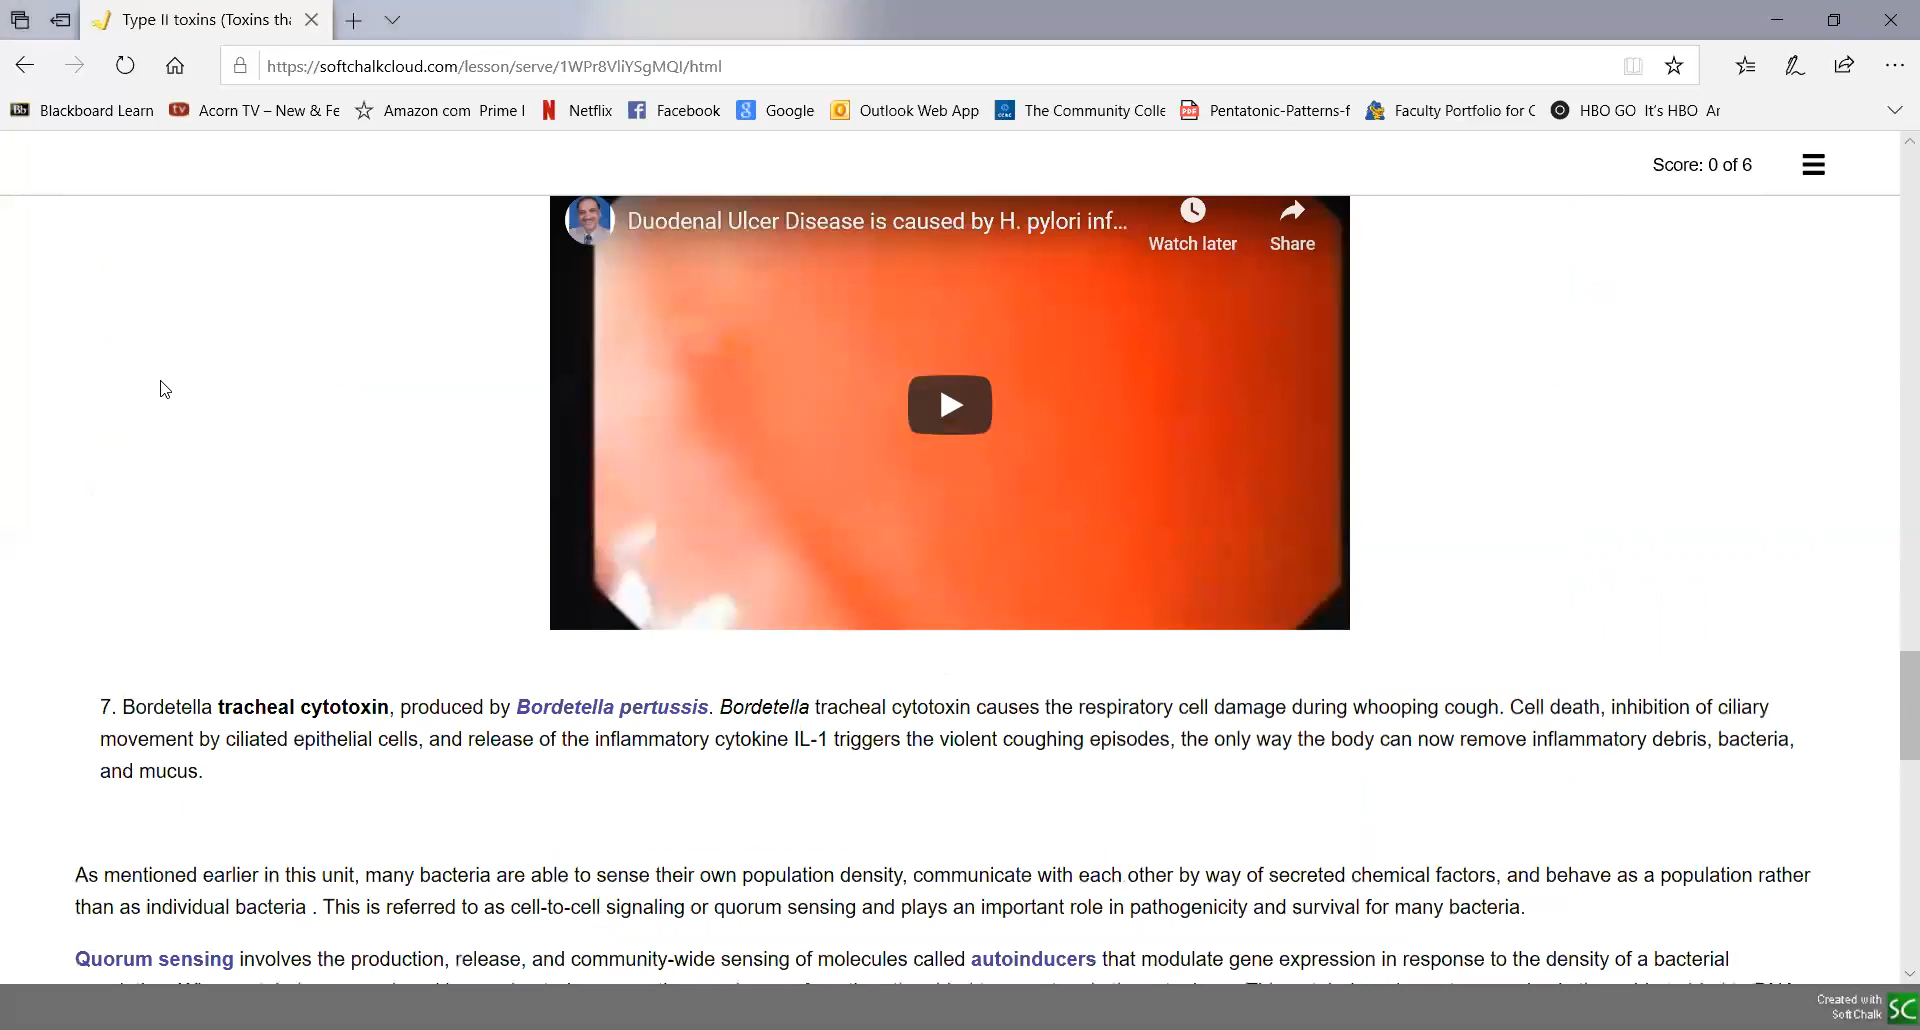 Type II toxins (Toxins tha
https://softchalkcloud.com/lesson/serve/1WPr8VliYSgMQI/html
Blackboard Learn Acorn TV – New & Fe Amazon com Prime I Netflix Facebook Google Outlook Web App The Community Colle Pentatonic-Patterns-f Faculty Portfolio for C HBO GO It's HBO Ar
Score: 0 of 6
Duodenal Ulcer Disease is caused by H. pylori inf...
Watch later Share
7. Bordetella tracheal cytotoxin, produced by Bordetella pertussis. Bordetella tracheal cytotoxin causes the respiratory cell damage during whooping cough. Cell death, inhibition of ciliary
movement by ciliated epithelial cells, and release of the inflammatory cytokine IL-1 triggers the violent coughing episodes, the only way the body can now remove inflammatory debris, bacteria,
and mucus.
As mentioned earlier in this unit, many bacteria are able to sense their own population density, communicate with each other by way of secreted chemical factors, and behave as a population rather
than as individual bacteria . This is referred to as cell-to-cell signaling or quorum sensing and plays an important role in pathogenicity and survival for many bacteria.
Quorum sensing involves the production, release, and community-wide sensing of molecules called autoinducers that modulate gene expression in response to the density of a bacterial
Created with
SoftChalk SC